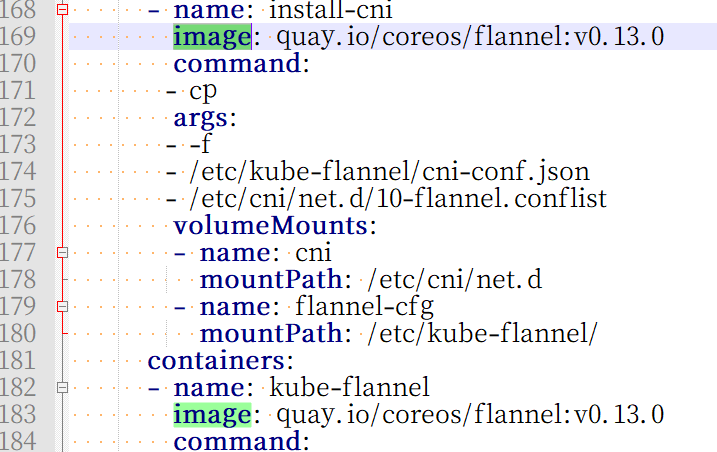 168 - name: install-cni
169 image: quay.io/coreos/flannel:v0.13.0
170 command:
171 - cp
172 args:
173 - -f
174 - /etc/kube-flannel/cni-conf.json
175 - /etc/cni/net.d/10-flannel.conflist
176 volumeMounts:
177 - name: cni
178 mountPath: /etc/cni/net.d
179 - name: flannel-cfg
180 mountPath: /etc/kube-flannel/
181 containers:
182 - name: kube-flannel
183 image: quay.io/coreos/flannel:v0.13.0
184 command: